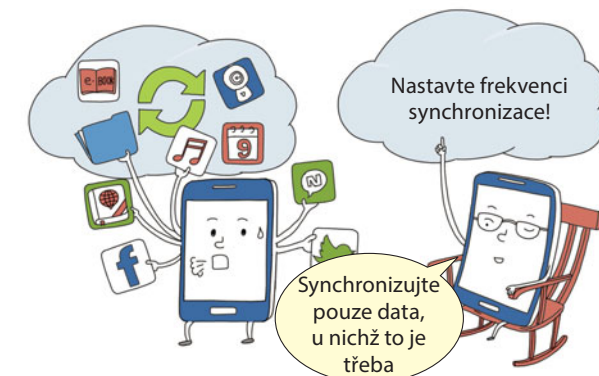 e-BOOK
9
N
f
Nastavte frekvenci
synchronizace!
Synchronizujte
pouze data,
u nichž to je
třeba